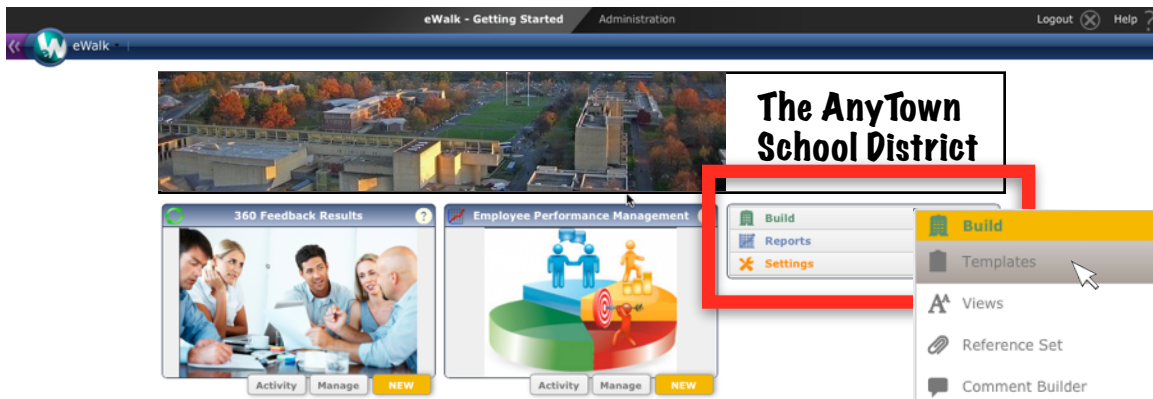 eWalk - Getting Started
Administration
Logout
Help ?
eWalk
The AnyTown
School District
360 Feedback Results ?
Employee Performance Management
Build
Reports
Settings
Build
Templates
Views
Reference Set
Comment Builder
Activity Manage NEW
Activity Manage NEW